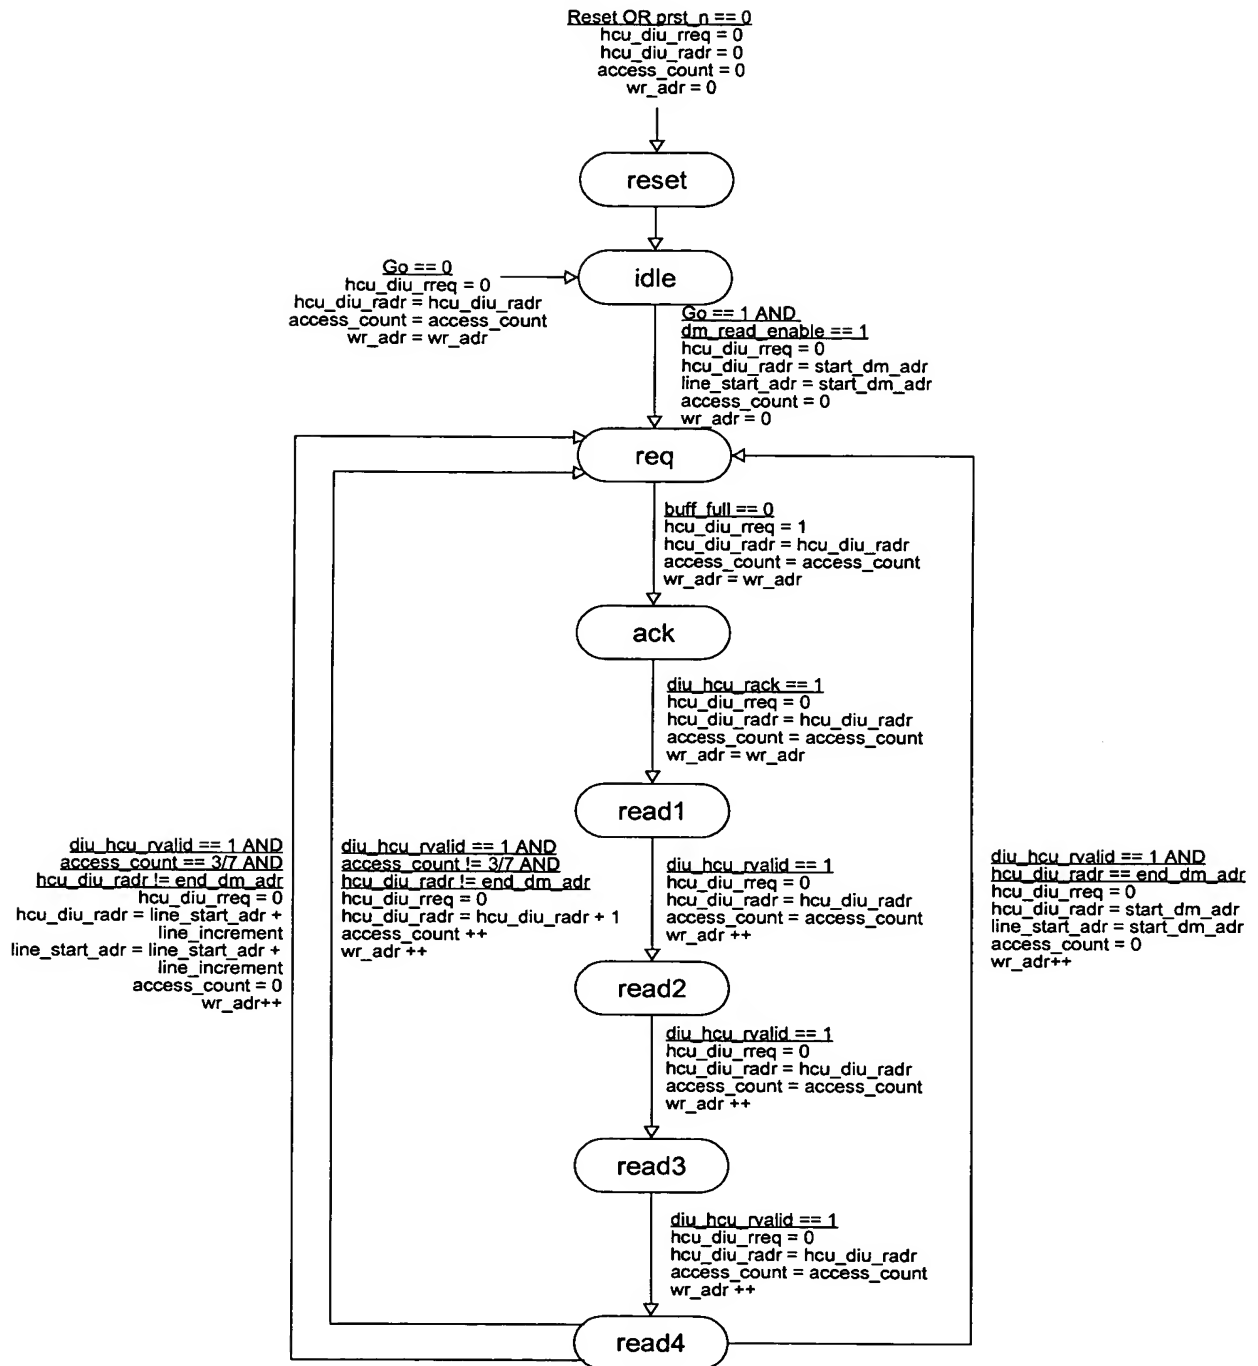 Reset OR prst_n == 0
hcu_diu_rreq = 0
hcu_diu_radr = 0
access_count = 0
wr_adr = 0
reset
idle
Go == 0
hcu_diu_rreq = 0
hcu_diu_radr = hcu_diu_radr
access_count = access_count
wr_adr = wr_adr
Go == 1 AND
dm_read_enable == 1
hcu_diu_rreq = 0
hcu_diu_radr = start_dm_adr
line_start_adr = start_dm_adr
access_count = 0
wr_adr = 0
req
buff_full == 0
hcu_diu_rreq = 1
hcu_diu_radr = hcu_diu_radr
access_count = access_count
wr_adr = wr_adr
ack
diu_hcu_rack == 1
hcu_diu_rreq = 0
hcu_diu_radr = hcu_diu_radr
access_count = access_count
wr_adr = wr_adr
read1
diu_hcu_rvalid == 1 AND
access_count == 3/7 AND
hcu_diu_radr != end_dm_adr
hcu_diu_rreq = 0
hcu_diu_radr = line_start_adr +
line_increment
line_start_adr = line_start_adr +
line_increment
access_count = 0
wr_adr++
diu_hcu_rvalid == 1 AND
access_count != 3/7 AND
hcu_diu_radr != end_dm_adr
hcu_diu_rreq = 0
hcu_diu_radr = hcu_diu_radr + 1
access_count ++
wr_adr ++
diu_hcu_rvalid == 1
hcu_diu_rreq = 0
hcu_diu_radr = hcu_diu_radr
access_count = access_count
wr_adr ++
diu_hcu_rvalid == 1 AND
hcu_diu_radr == end_dm_adr
hcu_diu_rreq = 0
hcu_diu_radr = start_dm_adr
line_start_adr = start_dm_adr
access_count = 0
wr_adr++
read2
diu_hcu_rvalid == 1
hcu_diu_rreq = 0
hcu_diu_radr = hcu_diu_radr
access_count = access_count
wr_adr ++
read3
diu_hcu_rvalid == 1
hcu_diu_rreq = 0
hcu_diu_radr = hcu_diu_radr
access_count = access_count
wr_adr ++
read4